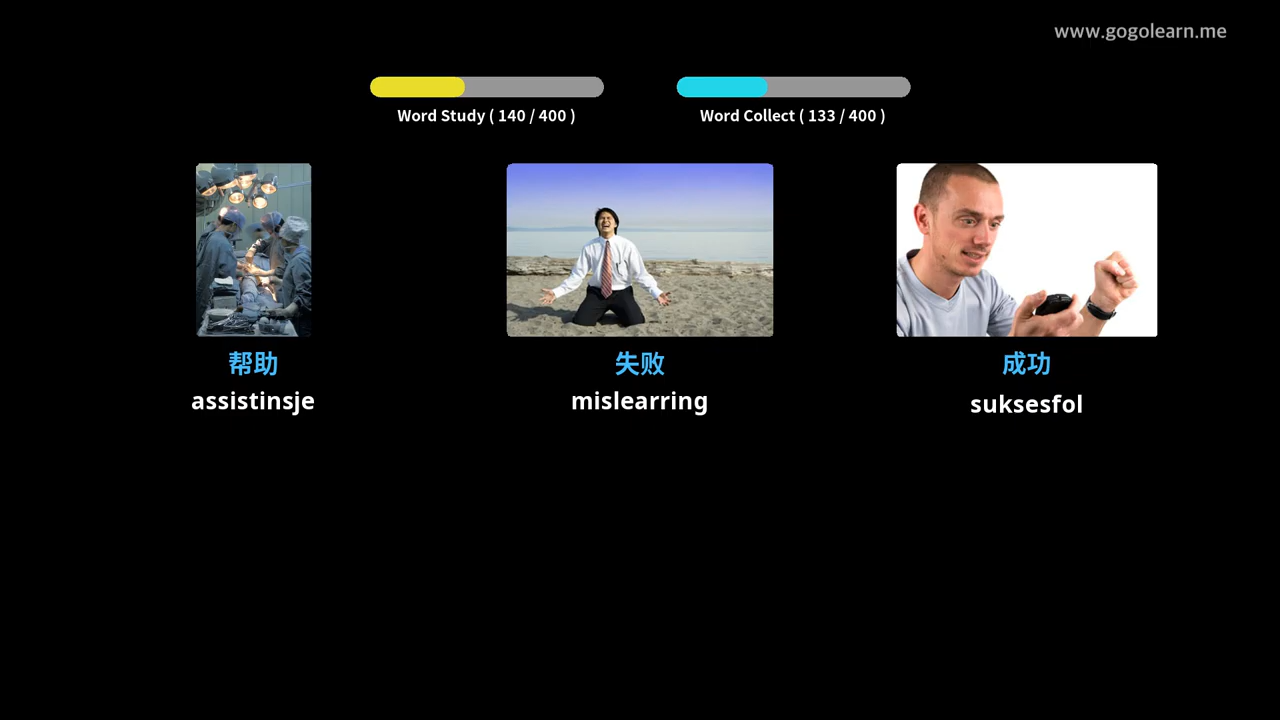 www.gogolearn.me
Word Study ( 140 / 400 )
Word Collect ( 133 / 400 )
帮助
失败
成功
assistinsje
mislearring
suksesfol